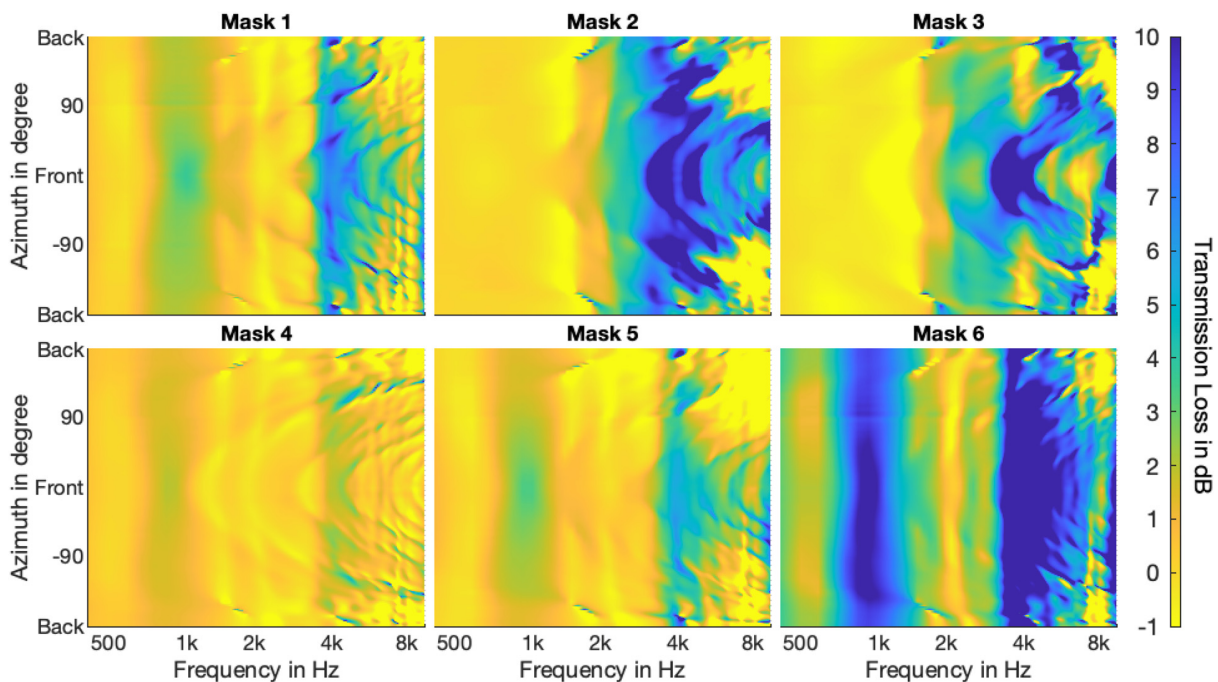 Mask 1
Mask 2
Mask 3
Back
90
Front
-90
Back
Azimuth in degree
Mask 4
Mask 5
Mask 6
Back
90
Front
-90
Back
Azimuth in degree
500 1k 2k 4k 8k
500 1k 2k 4k 8k
500 1k 2k 4k 8k
Frequency in Hz
Frequency in Hz
Frequency in Hz
10
9
8
7
6
5
4
3
2
1
0
-1
Transmission Loss in dB